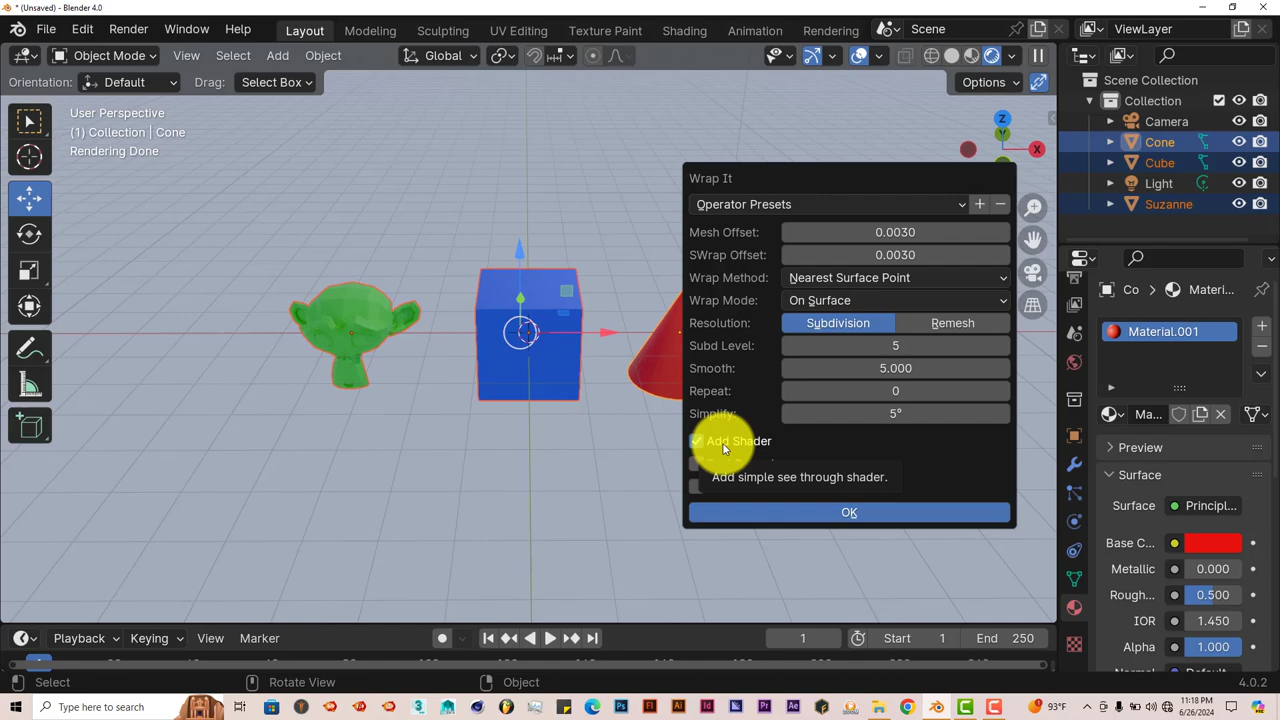 * (Unsaved) - Blender 4.0
File Edit Render Window Help Layout Modeling Sculpting UV Editing Texture Paint Shading Animation Rendering Scene ViewLayer
Object Mode View Select Add Object Global
Orientation: Default Drag: Select Box Options
User Perspective
(1) Collection | Cone
Rendering Done
Z
Y
X
Scene Collection
Collection
Camera
Cone
Cube
Light
Suzanne
Wrap It
Operator Presets
Mesh Offset: 0.0030
SWrap Offset: 0.0030
Wrap Method: Nearest Surface Point
Wrap Mode: On Surface
Resolution: Subdivision Remesh
Subd Level: 5
Smooth: 5.000
Repeat: 0
Simplify: 5°
Add Shader
Add simple see through shader.
OK
Co Materi...
Material.001
Ma...
Preview
Surface
Surface Princip...
Base C...
Metallic 0.000
Rough... 0.500
IOR 1.450
Alpha 1.000
Playback Keying View Marker 1 Start 1 End 250
Select Rotate View Object 4.0.2
Type here to search
93°F
11:18 PM
6/26/2024